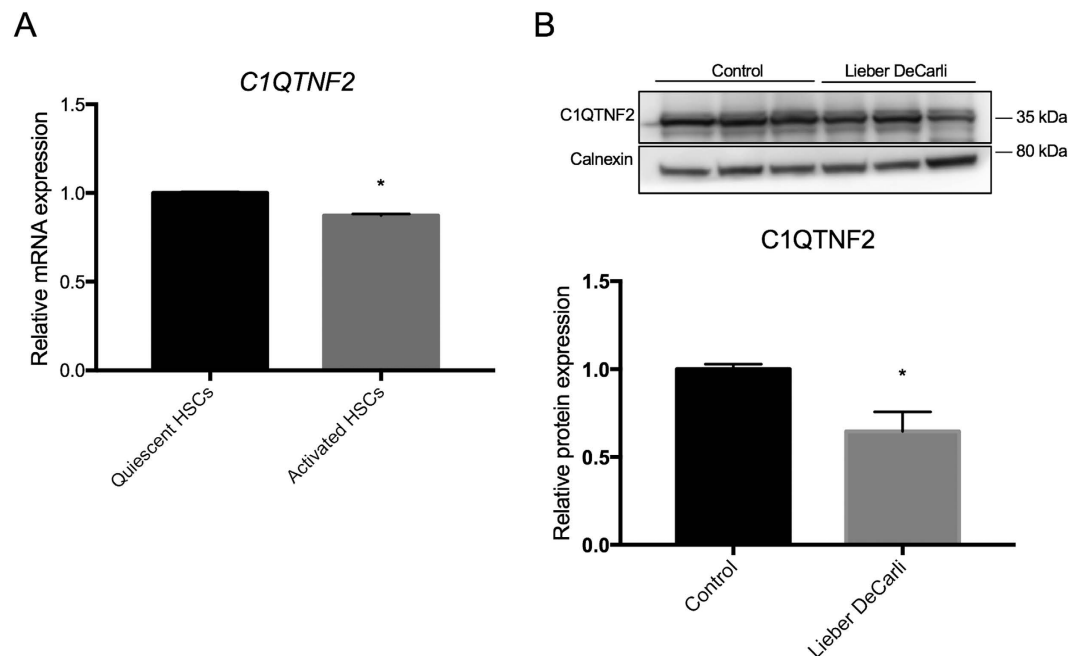 A
C1QTNF2
Relative mRNA expression
1.5
1.0
0.5
0.0
*
Quiescent HSCs
Activated HSCs
B
Control
Lieber DeCarli
C1QTNF2
35 kDa
Calnexin
80 kDa
C1QTNF2
Relative protein expression
1.5
1.0
0.5
0.0
*
Control
Lieber DeCarli